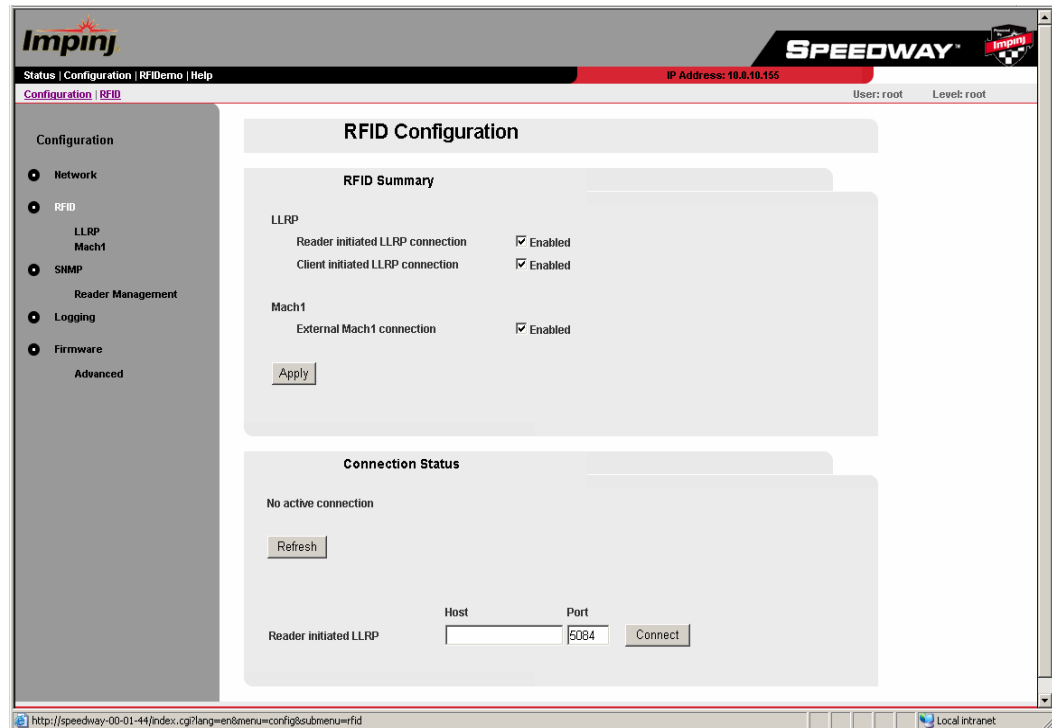 Impinj
SPEEDWAY™
Powered By Impinj
Status | Configuration | RFIDemo | Help
IP Address: 10.0.10.155
Configuration | RFID
User: root Level: root
Configuration
Network
RFID
LLRP
Mach1
SNMP
Reader Management
Logging
Firmware
Advanced
RFID Configuration
RFID Summary
LLRP
Reader initiated LLRP connection Enabled
Client initiated LLRP connection Enabled
Mach1
External Mach1 connection Enabled
Apply
Connection Status
No active connection
Refresh
Host Port
Reader initiated LLRP 5084 Connect
http://speedway-00-01-44/index.cgi?lang=en&menu=config&submenu=rfid
Local intranet